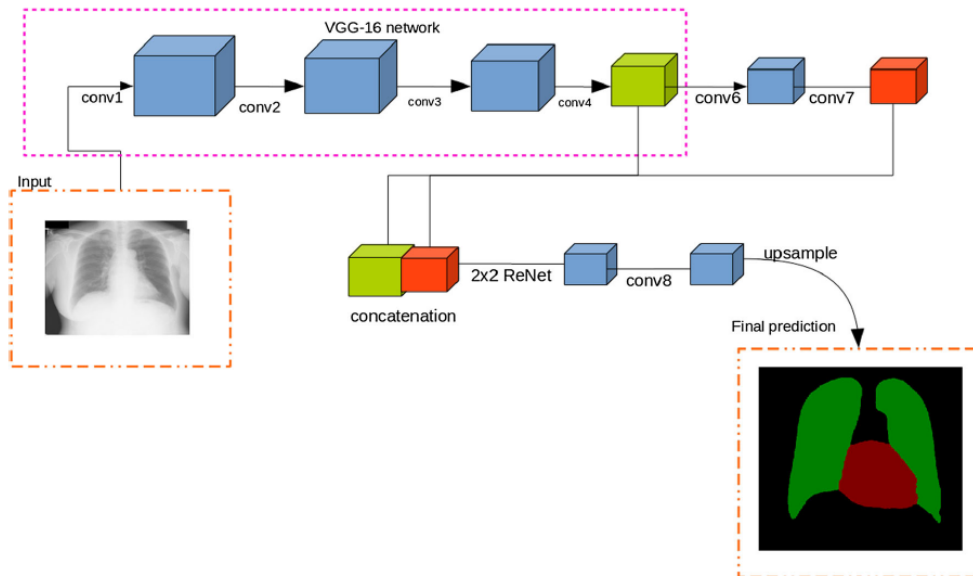 VGG-16 network
conv1
conv2
conv3
conv4
conv6
conv7
Input
2x2 ReNet
conv8
upsample
concatenation
Final prediction